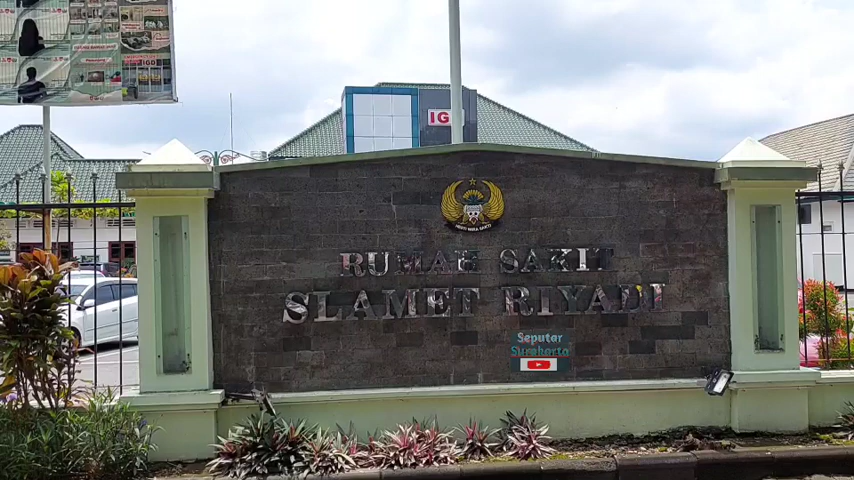 IG
RUMAH SAKIT
SLAMET RIYADI
Seputar
Surakarta